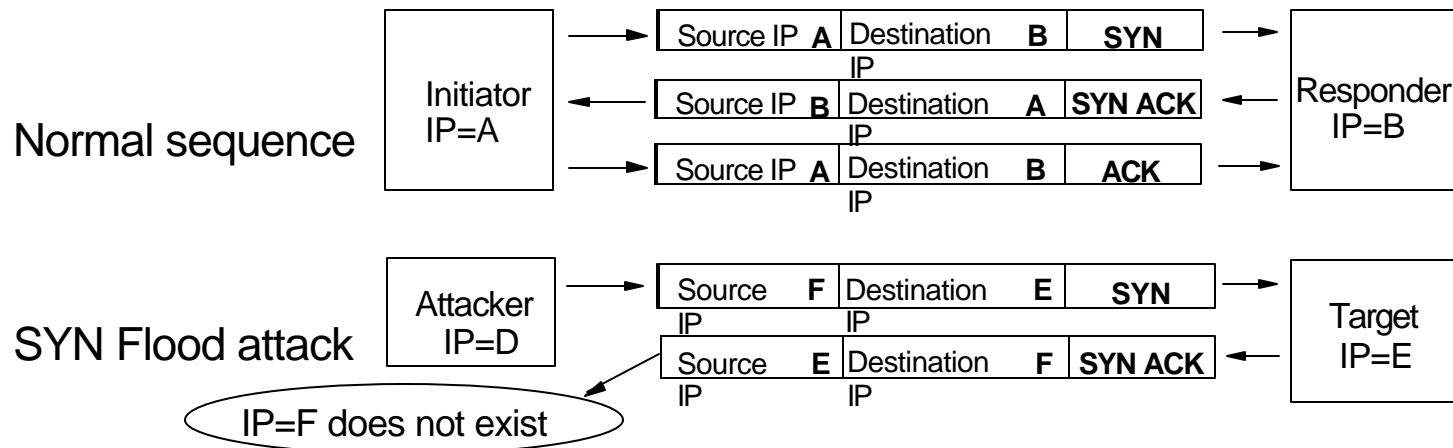 Normal sequence
Initiator
IP=A
Source IP A Destination IP B SYN
Source IP B Destination IP A SYN ACK
Source IP A Destination IP B ACK
Responder
IP=B
SYN Flood attack
Attacker
IP=D
Source IP F Destination IP E SYN
Source IP E Destination IP F SYN ACK
Target
IP=E
IP=F does not exist